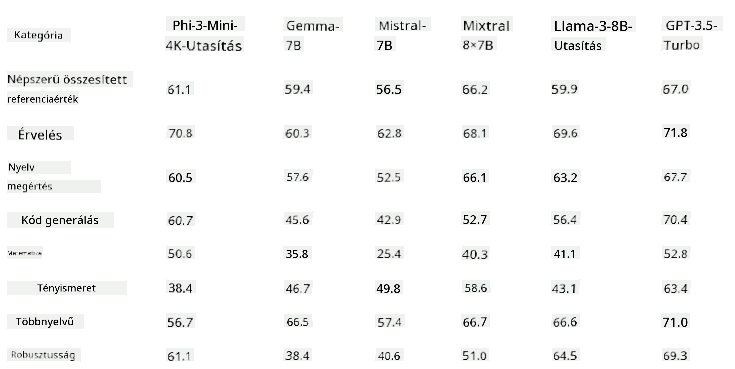 Kategória Phi-3-Mini- Gemma- Mistral- Mixtral Llama-3-8B- GPT-3.5-
4K-Utasítás 7B 7B 8×7B Utasítás Turbo
Népszerű összesített
referenciaérték 61.1 59.4 56.5 66.2 59.9 67.0
Érvelés 70.8 60.3 62.8 68.1 69.6 71.8
Nyelv
megértés 60.5 57.6 52.5 66.1 63.2 67.7
Kód generálás 60.7 45.6 42.9 52.7 56.4 70.4
Matematika 50.6 35.8 25.4 40.3 41.1 52.8
Tényismeret 38.4 46.7 49.8 58.6 43.1 63.4
Többnyelvű 56.7 66.5 57.4 66.7 66.6 71.0
Robusztusság 61.1 38.4 40.6 51.0 64.5 69.3